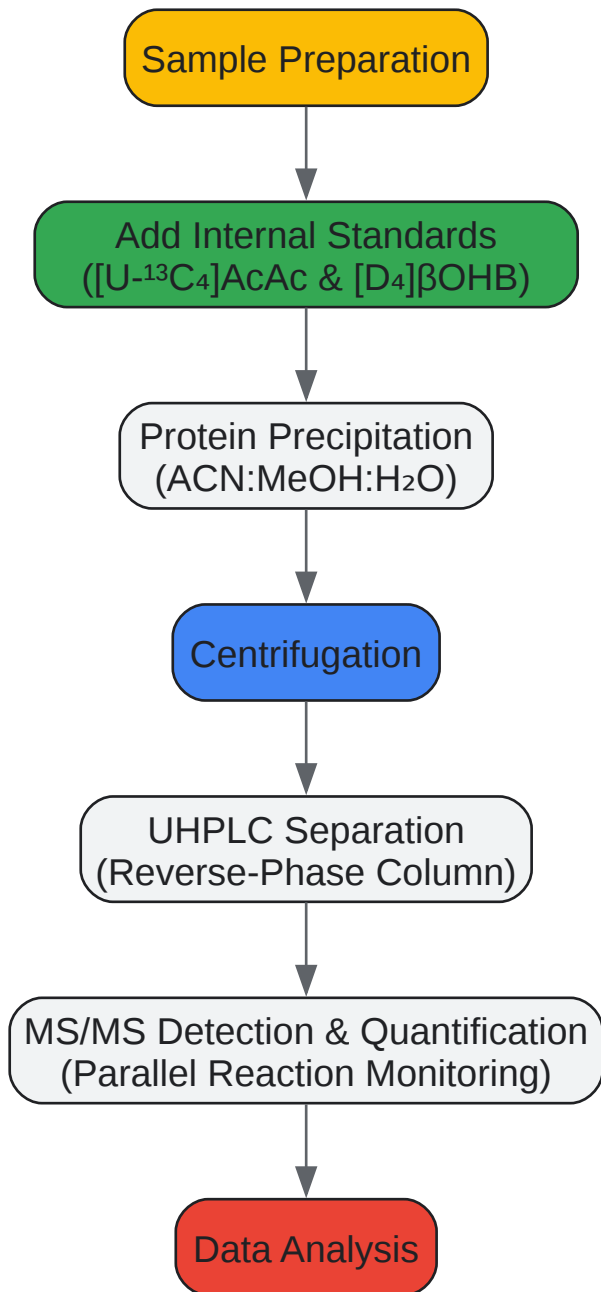 Sample Preparation
Add Internal Standards
([U-¹³C₄]AcAc & [D₄]βOHB)
Protein Precipitation
(ACN:MeOH:H₂O)
Centrifugation
UHPLC Separation
(Reverse-Phase Column)
MS/MS Detection & Quantification
(Parallel Reaction Monitoring)
Data Analysis